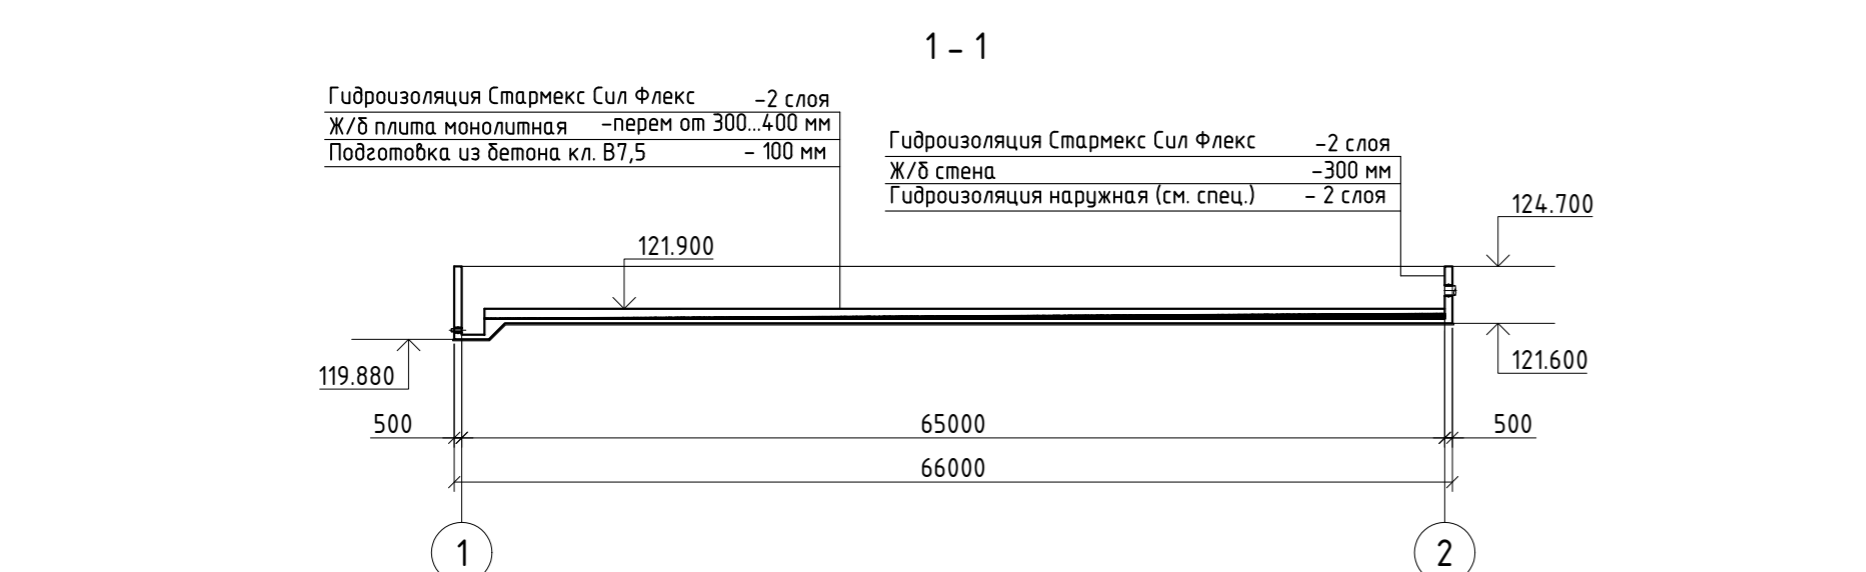 1 - 1
Гидроизоляция Стармекс Сил Флекс -2 слоя
Ж/б плита монолитная -перем от 300...400 мм
Подготовка из бетона кл. В7,5 - 100 мм
Гидроизоляция Стармекс Сил Флекс -2 слоя
Ж/б стена -300 мм
Гидроизоляция наружная (см. спец.) - 2 слоя
124.700
121.900
121.600
119.880
500 65000 500
66000
1 2